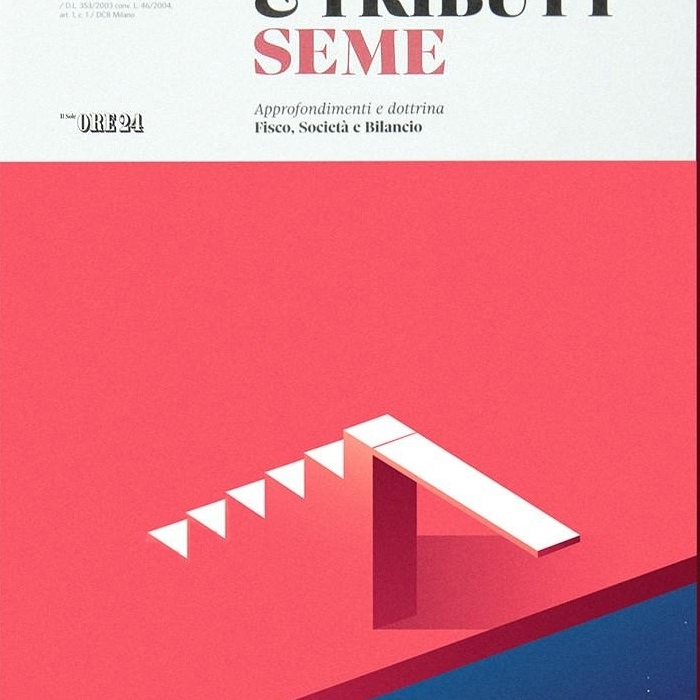 / D.L. 353/2003 conv. L. 46/2004,
art. 1, c. 1 / DCB Milano
& TRIBUTI
SEME
Approfondimenti e dottrina
Fisco, Società e Bilancio
Il Sole
ORE 24